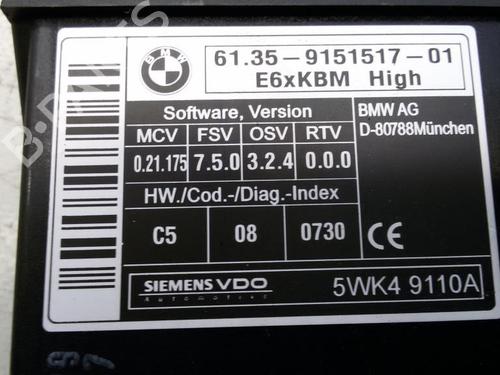 BMW
61.35-9151517-01
E6xKBM High
Software, Version
MCV FSV OSV RTV
0.21.175 7.5.0 3.2.4 0.0.0
HW./Cod.-/Diag.-Index
C5 08 0730
BMW AG
D-80788München
CE
SIEMENS VDO
Automotive
5WK4 9110A